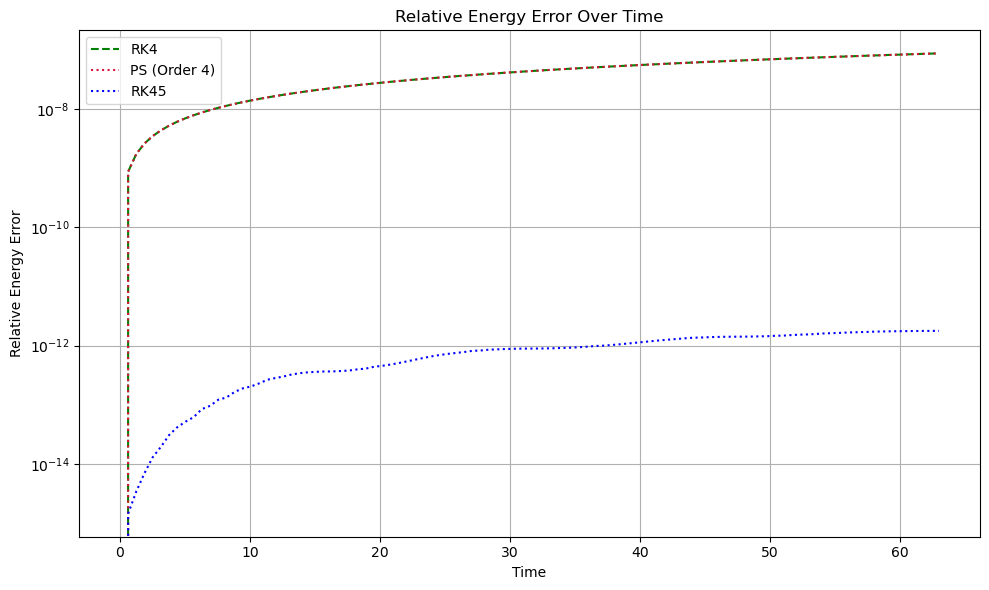 Relative Energy Error Over Time
RK4
PS (Order 4)
RK45
Relative Energy Error
10⁻⁸
10⁻¹⁰
10⁻¹²
10⁻¹⁴
0 10 20 30 40 50 60
Time